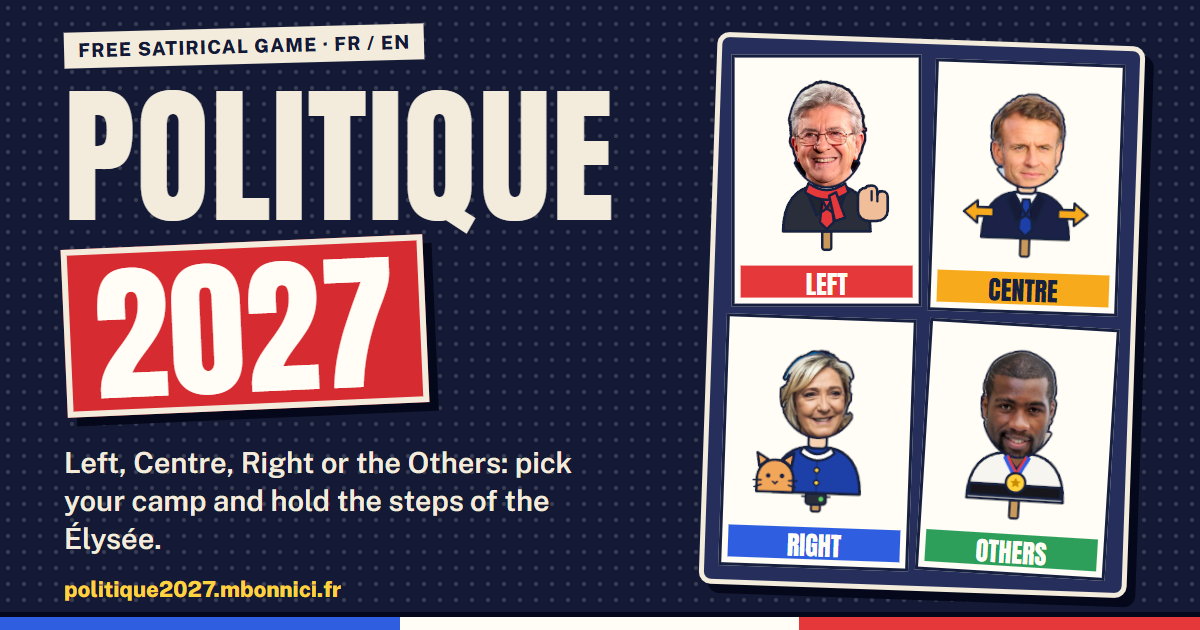 FREE SATIRICAL GAME · FR / EN
POLITIQUE
2027
Left, Centre, Right or the Others: pick
your camp and hold the steps of the
Élysée.
politique2027.mbonnici.fr
LEFT
CENTRE
RIGHT
OTHERS